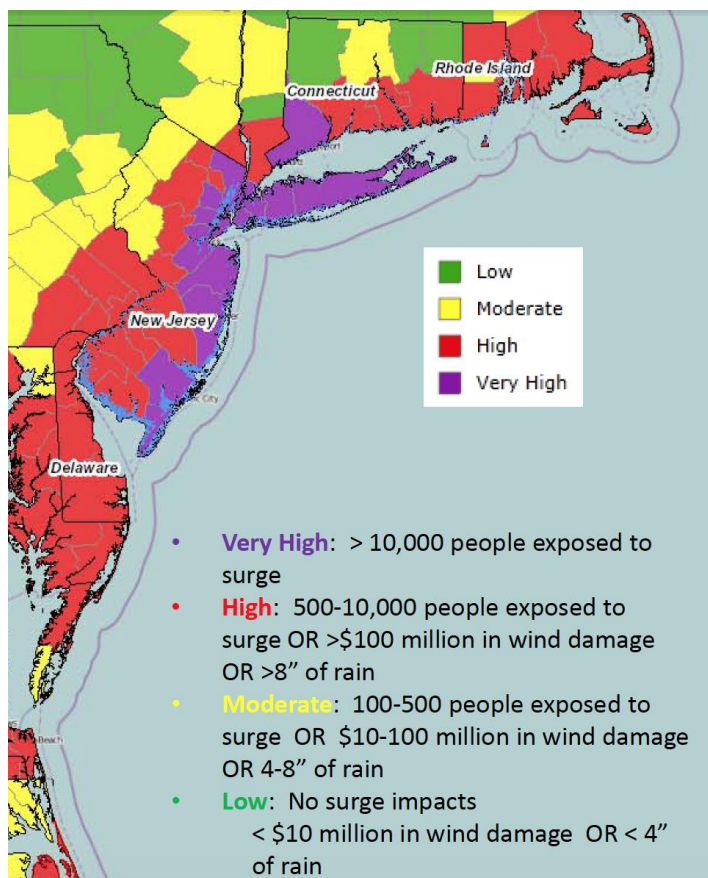 Rhode Island
Connecticut
Low
Moderate
New Jersey
High
Very High
City
Delaware
• Very High: > 10,000 people exposed to
surge
• High: 500-10,000 people exposed to
surge OR >$100 million in wind damage
OR >8” of rain
• Moderate: 100-500 people exposed to
surge OR $10-100 million in wind damage
OR 4-8” of rain
Beach
• Low: No surge impacts
< $10 million in wind damage OR < 4”
of rain